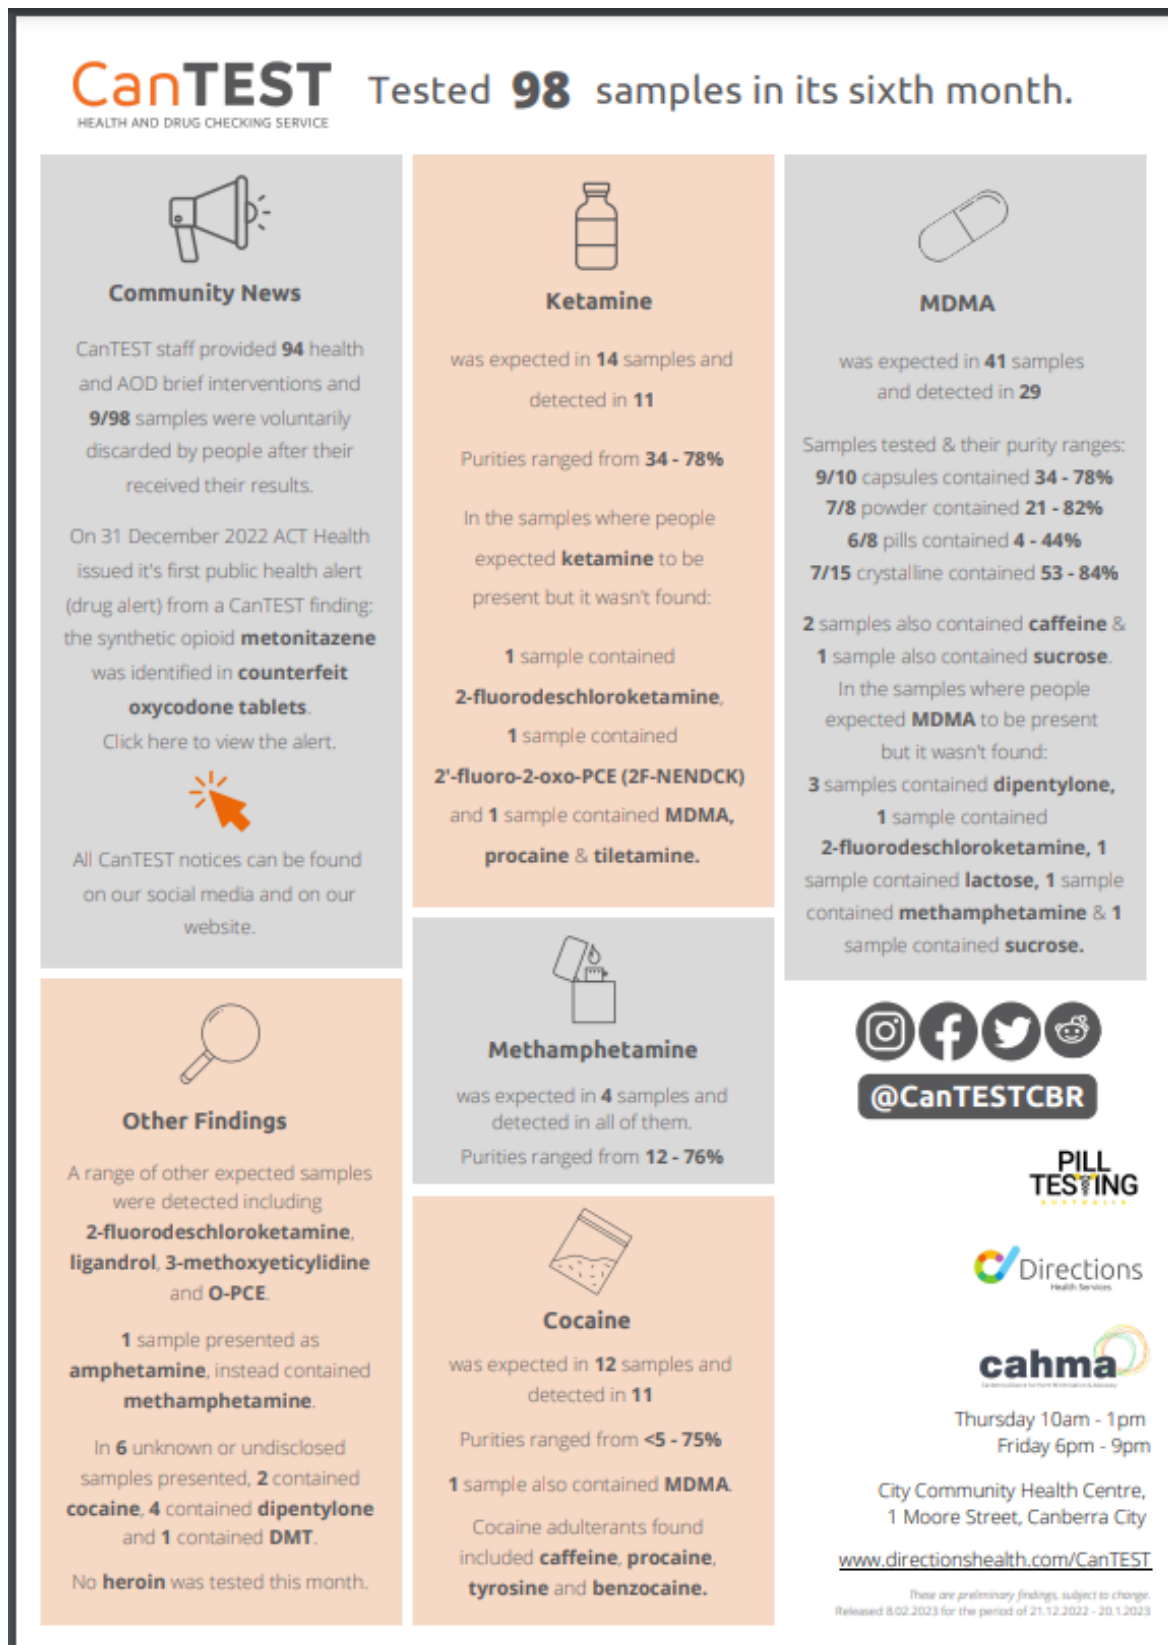 CanTEST
HEALTH AND DRUG CHECKING SERVICE
Tested 98 samples in its sixth month.
Community News
CanTEST staff provided 94 health
and AOD brief interventions and
9/98 samples were voluntarily
discarded by people after their
received their results.
On 31 December 2022 ACT Health
issued it's first public health alert
(drug alert) from a CanTEST finding:
the synthetic opioid metonitazene
was identified in counterfeit
oxycodone tablets.
Click here to view the alert.
All CanTEST notices can be found
on our social media and on our
website.
Other Findings
A range of other expected samples
were detected including
2-fluorodeschloroketamine,
ligandrol, 3-methoxyeticylidine
and O-PCE.
1 sample presented as
amphetamine, instead contained
methamphetamine.
In 6 unknown or undisclosed
samples presented, 2 contained
cocaine, 4 contained dipentylone
and 1 contained DMT.
No heroin was tested this month.
Ketamine
was expected in 14 samples and
detected in 11
Purities ranged from 34 - 78%
In the samples where people
expected ketamine to be
present but it wasn't found:
1 sample contained
2-fluorodeschloroketamine,
1 sample contained
2'-fluoro-2-oxo-PCE (2F-NENDCK)
and 1 sample contained MDMA,
procaine & tiletamine.
Methamphetamine
was expected in 4 samples and
detected in all of them.
Purities ranged from 12 - 76%
Cocaine
was expected in 12 samples and
detected in 11
Purities ranged from <5 - 75%
1 sample also contained MDMA.
Cocaine adulterants found
included caffeine, procaine,
tyrosine and benzocaine.
MDMA
was expected in 41 samples
and detected in 29
Samples tested & their purity ranges:
9/10 capsules contained 34 - 78%
7/8 powder contained 21 - 82%
6/8 pills contained 4 - 44%
7/15 crystalline contained 53 - 84%
2 samples also contained caffeine &
1 sample also contained sucrose.
In the samples where people
expected MDMA to be present
but it wasn't found:
3 samples contained dipentylone,
1 sample contained
2-fluorodeschloroketamine, 1
sample contained lactose, 1 sample
contained methamphetamine & 1
sample contained sucrose.
@CanTESTCBR
PILL
TESTING
AUSTRALIA
Directions
Health Services
cahma
Thursday 10am - 1pm
Friday 6pm - 9pm
City Community Health Centre,
1 Moore Street, Canberra City
www.directionshealth.com/CanTEST
These are preliminary findings, subject to change.
Released 8.02.2023 for the period of 21.12.2022 - 20.1.2023